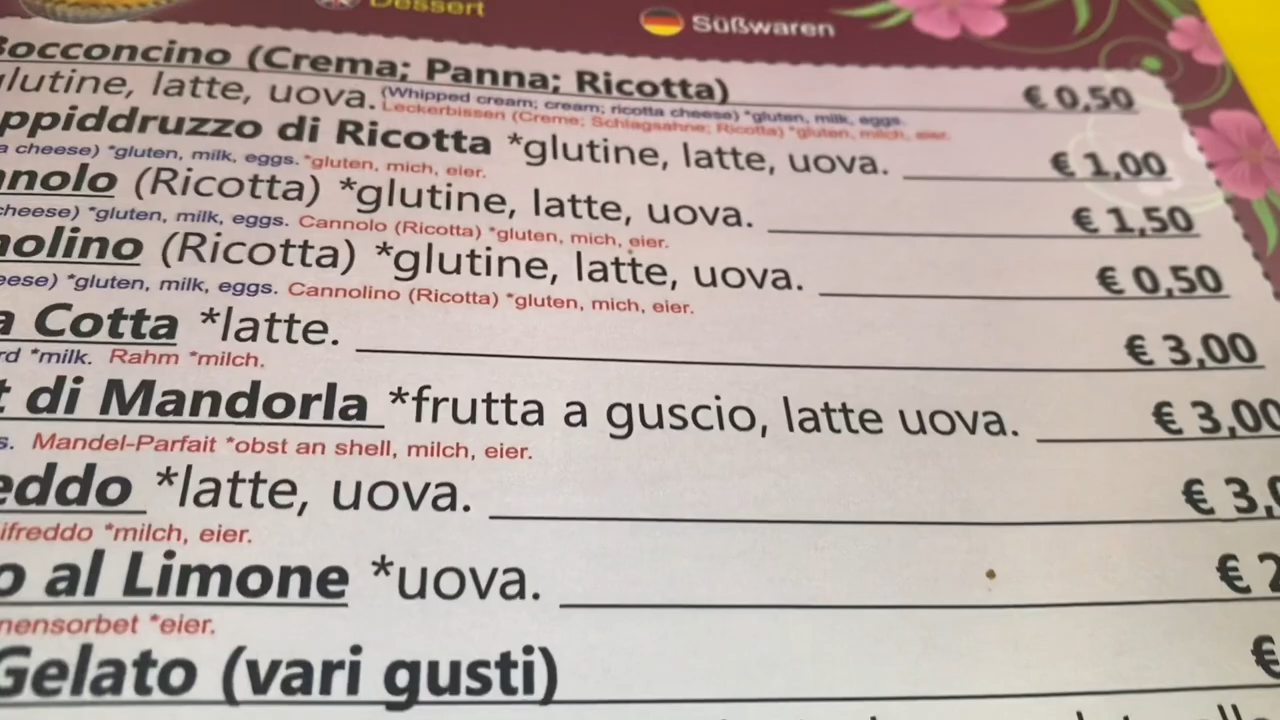 Dessert
Süßwaren
Bocconcino (Crema; Panna; Ricotta) € 0,50
glutine, latte, uova. (Whipped cream; cream; ricotta cheese) *gluten, milk, eggs.
Leckerbissen (Creme; Schlagsahne; Ricotta) *gluten, milch, eier.
ppiddruzzo di Ricotta *glutine, latte, uova. € 1,00
a cheese) *gluten, milk, eggs. *gluten, mich, eier.
nnolo (Ricotta) *glutine, latte, uova. € 1,50
cheese) *gluten, milk, eggs. Cannolo (Ricotta) *gluten, mich, eier.
nolino (Ricotta) *glutine, latte, uova. € 0,50
eese) *gluten, milk, eggs. Cannolino (Ricotta) *gluten, mich, eier.
a Cotta *latte. € 3,00
rd *milk. Rahm *milch.
t di Mandorla *frutta a guscio, latte uova. € 3,00
s. Mandel-Parfait *obst an shell, milch, eier.
eddo *latte, uova. € 3,0
ifreddo *milch, eier.
o al Limone *uova. € 2
nensorbet *eier.
Gelato (vari gusti) €